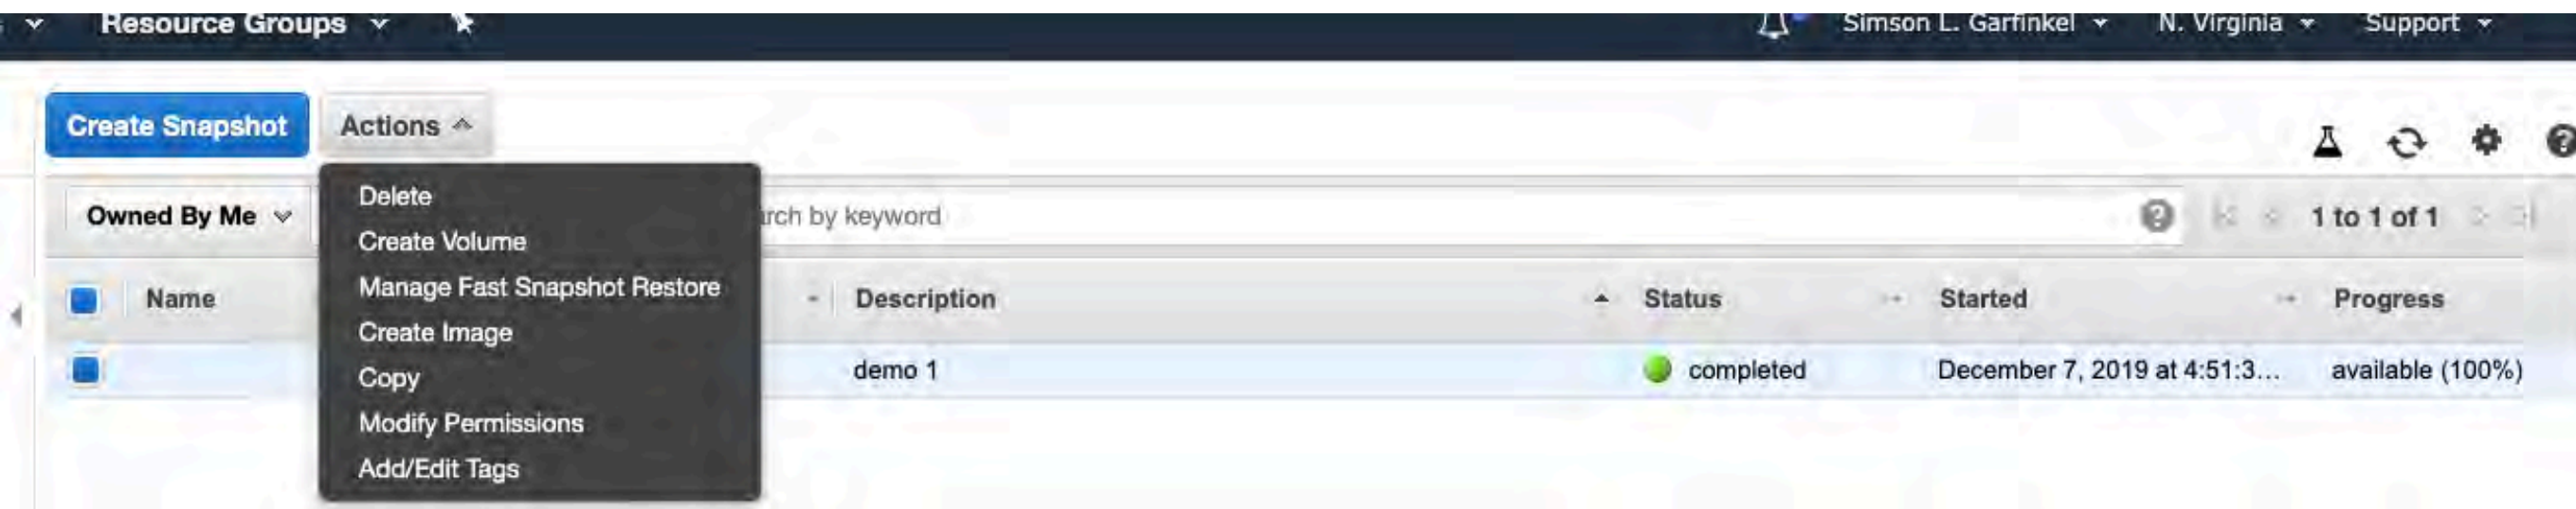 Resource Groups Simson L. Garfinkel N. Virginia Support
Create Snapshot Actions
Delete
Owned By Me rch by keyword 1 to 1 of 1
Create Volume
Manage Fast Snapshot Restore
Name Description Status Started Progress
Create Image
demo 1 completed December 7, 2019 at 4:51:3... available (100%)
Copy
Modify Permissions
Add/Edit Tags